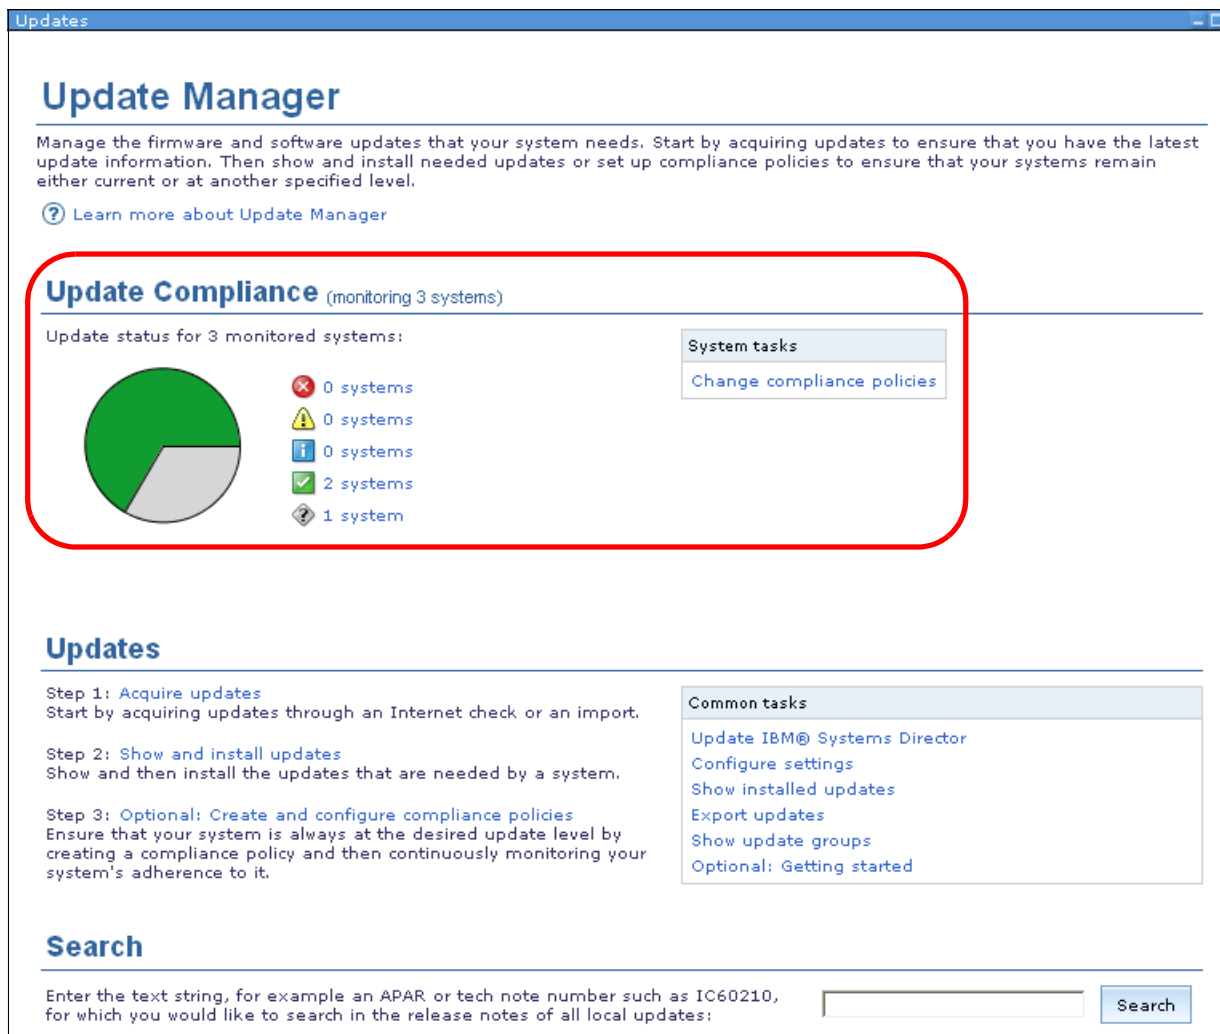 Updates
Update Manager
Manage the firmware and software updates that your system needs. Start by acquiring updates to ensure that you have the latest
update information. Then show and install needed updates or set up compliance policies to ensure that your systems remain
either current or at another specified level.
? Learn more about Update Manager
Update Compliance (monitoring 3 systems)
Update status for 3 monitored systems:
0 systems
0 systems
0 systems
2 systems
1 system
System tasks
Change compliance policies
Updates
Step 1: Acquire updates
Start by acquiring updates through an Internet check or an import.
Step 2: Show and install updates
Show and then install the updates that are needed by a system.
Step 3: Optional: Create and configure compliance policies
Ensure that your system is always at the desired update level by
creating a compliance policy and then continuously monitoring your
system's adherence to it.
Common tasks
Update IBM® Systems Director
Configure settings
Show installed updates
Export updates
Show update groups
Optional: Getting started
Search
Enter the text string, for example an APAR or tech note number such as IC60210,
for which you would like to search in the release notes of all local updates:
Search